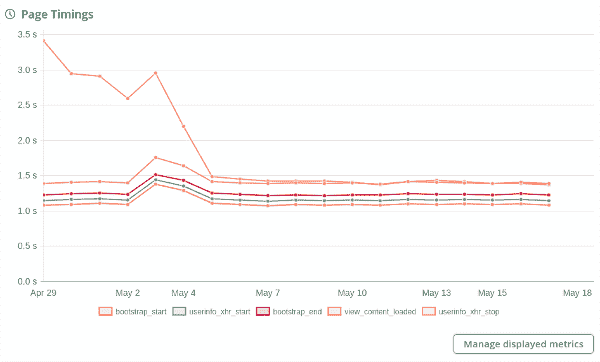 Page Timings
3.5 s
3.0 s
2.5 s
2.0 s
1.5 s
1.0 s
0.5 s
0.0 s
Apr 29 May 2 May 4 May 7 May 10 May 13 May 15 May 18
bootstrap_start userinfo_xhr_start bootstrap_end view_content_loaded userinfo_xhr_stop
Manage displayed metrics